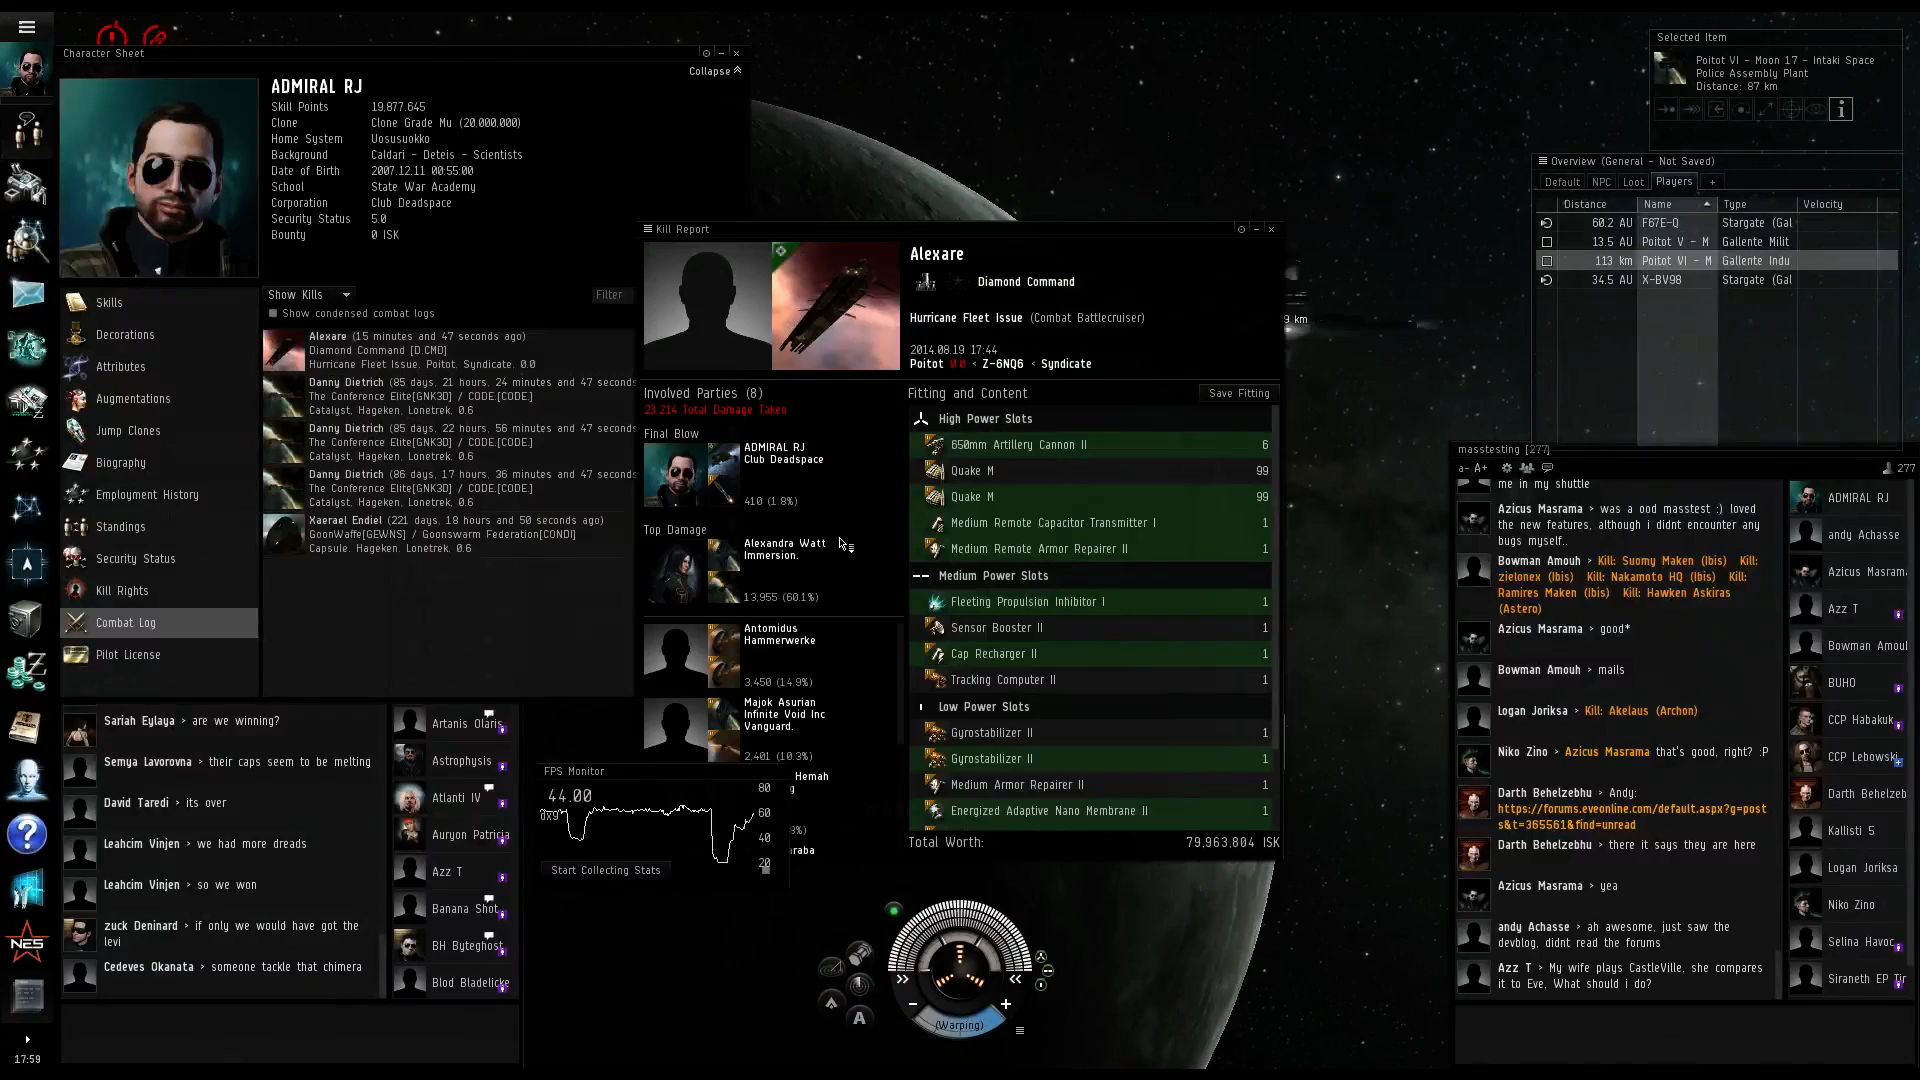 Character Sheet
Collapse
ADMIRAL RJ
Skill Points 19,877,645
Clone Clone Grade Mu (20,000,000)
Home System Uosusuokko
Background Caldari - Deteis - Scientists
Date of Birth 2007.12.11 00:55:00
School State War Academy
Corporation Club Deadspace
Security Status 5.0
Bounty 0 ISK
Skills
Decorations
Attributes
Augmentations
Jump Clones
Biography
Employment History
Standings
Security Status
Kill Rights
Combat Log
Pilot License
Show Kills
Filter
Show condensed combat logs
Alexare (15 minutes and 47 seconds ago)
Diamond Command [D.CMD]
Hurricane Fleet Issue, Poitot, Syndicate, 0.0
Danny Dietrich (85 days, 21 hours, 24 minutes and 47 seconds
The Conference Elite[GNK3D] / CODE.[CODE.]
Catalyst, Hageken, Lonetrek, 0.6
Danny Dietrich (85 days, 22 hours, 56 minutes and 47 seconds
The Conference Elite[GNK3D] / CODE.[CODE.]
Catalyst, Hageken, Lonetrek, 0.6
Danny Dietrich (86 days, 17 hours, 36 minutes and 47 seconds
The Conference Elite[GNK3D] / CODE.[CODE.]
Catalyst, Hageken, Lonetrek, 0.6
Xaerael Endiel (221 days, 18 hours and 50 seconds ago)
GoonWaffe[GEWNS] / Goonswarm Federation[CONDI]
Capsule, Hageken, Lonetrek, 0.6
Kill Report
Alexare
Diamond Command
Hurricane Fleet Issue (Combat Battlecruiser)
2014.08.19 17:44
Poitot 0.0 < Z-6NQ6 < Syndicate
Involved Parties (8)
23,214 Total Damage Taken
Final Blow
ADMIRAL RJ
Club Deadspace
410 (1.8%)
Top Damage
Alexandra Watt
Immersion.
13,955 (60.1%)
Antomidus
Hammerwerke
3,450 (14.9%)
Majok Asurian
Infinite Void Inc
Vanguard.
2,401 (10.3%)
Hemah
Fitting and Content
Save Fitting
High Power Slots
650mm Artillery Cannon II 6
Quake M 99
Quake M 99
Medium Remote Capacitor Transmitter I 1
Medium Remote Armor Repairer II 1
Medium Power Slots
Fleeting Propulsion Inhibitor I 1
Sensor Booster II 1
Cap Recharger II 1
Tracking Computer II 1
Low Power Slots
Gyrostabilizer II 1
Gyrostabilizer II 1
Medium Armor Repairer II 1
Energized Adaptive Nano Membrane II 1
Total Worth: 79,963,804 ISK
FPS Monitor
44.00
dx9
80
60
40
20
Start Collecting Stats
Sariah Eylaya > are we winning?
Semya Lavorovna > their caps seem to be melting
David Taredi > its over
Leahcim Vinjen > we had more dreads
Leahcim Vinjen > so we won
zuck Deninard > if only we would have got the
levi
Cedeves Okanata > someone tackle that chimera
Artanis Olaris
Astrophysis
Atlanti IV
Auryon Patricia
Azz T
Banana Shot
BH Byteghost
Blod Bladelicke
(Warping)
A
NES
17:59
Selected Item
Poitot VI - Moon 17 - Intaki Space
Police Assembly Plant
Distance: 87 km
Overview (General - Not Saved)
Default NPC Loot Players +
Distance Name Type Velocity
60.2 AU F67E-Q Stargate (Gal
13.5 AU Poitot V - M Gallente Milit
113 km Poitot VI - M Gallente Indu
34.5 AU X-BV98 Stargate (Gal
9 km
masstesting [277]
a- A+
277
me in my shuttle
Azicus Masrama > was a ood masstest :) loved
the new features, although i didnt encounter any
bugs myself..
Bowman Amouh > Kill: Suomy Maken (Ibis) Kill:
zielonex (Ibis) Kill: Nakamoto HQ (Ibis) Kill:
Ramires Maken (Ibis) Kill: Hawken Askiras
(Astero)
Azicus Masrama > good*
Bowman Amouh > mails
Logan Joriksa > Kill: Akelaus (Archon)
Niko Zino > Azicus Masrama that's good, right? :P
Darth Behelzebhu > Andy:
https://forums.eveonline.com/default.aspx?g=post
s&t=365561&find=unread
Darth Behelzebhu > there it says they are here
Azicus Masrama > yea
andy Achasse > ah awesome, just saw the
devblog, didnt read the forums
Azz T > My wife plays CastleVille, she compares
it to Eve, What should i do?
ADMIRAL RJ
andy Achasse
Azicus Masrama
Azz T
Bowman Amou
BUHO
CCP Habakuk
CCP Lebowski
Darth Behelzeb
Kallisti 5
Logan Joriksa
Niko Zino
Selina Havoc
Siraneth EP Tir